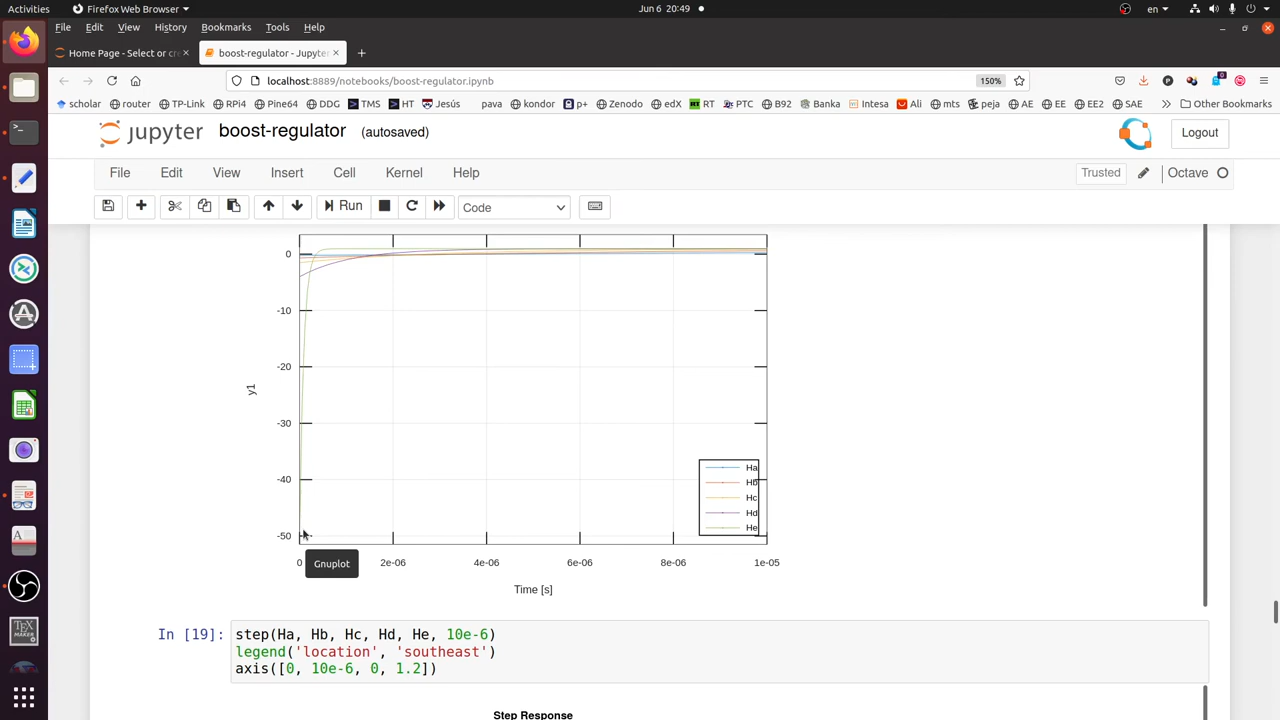 Activities
Firefox Web Browser
Jun 6 20:49
en
File Edit View History Bookmarks Tools Help
Home Page - Select or cre
boost-regulator - Jupyter
localhost:8889/notebooks/boost-regulator.ipynb
150%
scholar router TP-Link RPi4 Pine64 DDG TMS HT Jesús pava kondor p+ Zenodo edX RT PTC B92 Banka Intesa Ali mts peja AE EE EE2 SAE Other Bookmarks
jupyter boost-regulator (autosaved)
Logout
File Edit View Insert Cell Kernel Help
Trusted
Octave
Run
Code
0
-10
-20
-30
-40
-50
y1
Ha
Hb
Hc
Hd
He
Gnuplot
0 2e-06 4e-06 6e-06 8e-06 1e-05
Time [s]
In [19]: step(Ha, Hb, Hc, Hd, He, 10e-6)
legend('location', 'southeast')
axis([0, 10e-6, 0, 1.2])
Step Response